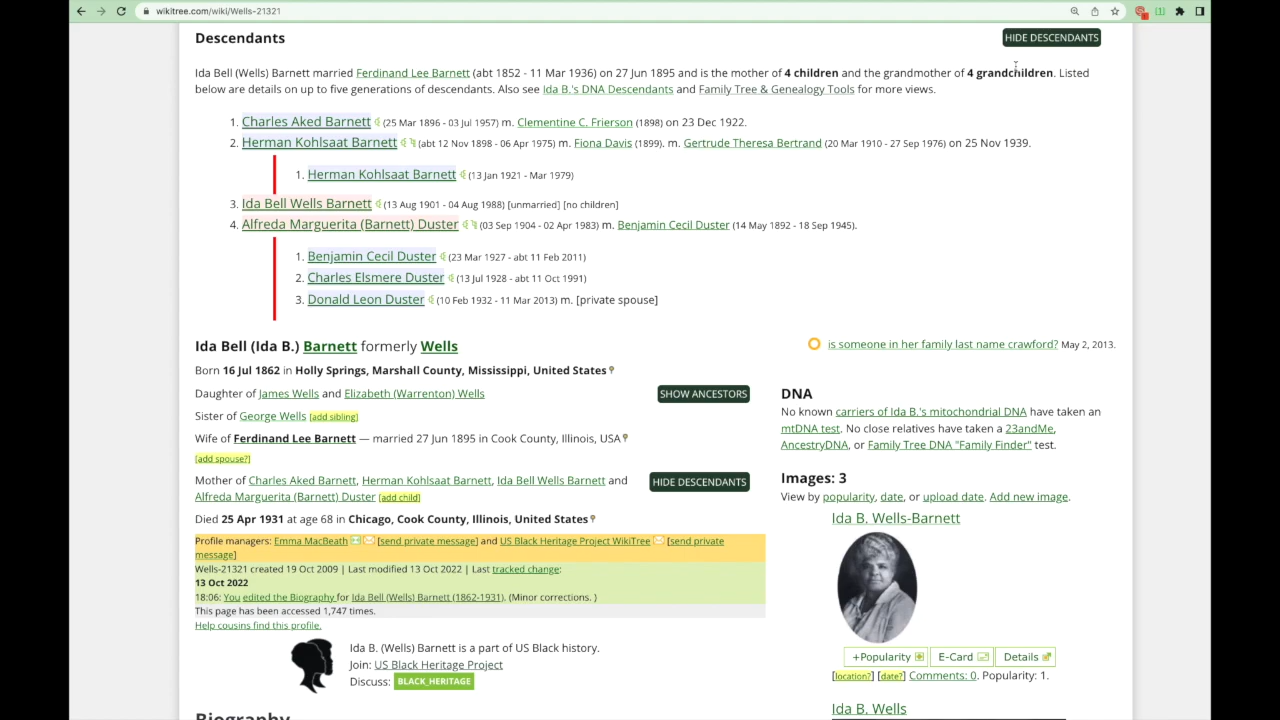 wikitree.com/wiki/Wells-21321
Descendants
HIDE DESCENDANTS
Ida Bell (Wells) Barnett married Ferdinand Lee Barnett (abt 1852 - 11 Mar 1936) on 27 Jun 1895 and is the mother of 4 children and the grandmother of 4 grandchildren. Listed
below are details on up to five generations of descendants. Also see Ida B.'s DNA Descendants and Family Tree & Genealogy Tools for more views.
1. Charles Aked Barnett (25 Mar 1896 - 03 Jul 1957) m. Clementine C. Frierson (1898) on 23 Dec 1922.
2. Herman Kohlsaat Barnett (abt 12 Nov 1898 - 06 Apr 1975) m. Fiona Davis (1899). m. Gertrude Theresa Bertrand (20 Mar 1910 - 27 Sep 1976) on 25 Nov 1939.
1. Herman Kohlsaat Barnett (13 Jan 1921 - Mar 1979)
3. Ida Bell Wells Barnett (13 Aug 1901 - 04 Aug 1988) [unmarried] [no children]
4. Alfreda Marguerita (Barnett) Duster (03 Sep 1904 - 02 Apr 1983) m. Benjamin Cecil Duster (14 May 1892 - 18 Sep 1945).
1. Benjamin Cecil Duster (23 Mar 1927 - abt 11 Feb 2011)
2. Charles Elsmere Duster (13 Jul 1928 - abt 11 Oct 1991)
3. Donald Leon Duster (10 Feb 1932 - 11 Mar 2013) m. [private spouse]
Ida Bell (Ida B.) Barnett formerly Wells
Born 16 Jul 1862 in Holly Springs, Marshall County, Mississippi, United States
Daughter of James Wells and Elizabeth (Warrenton) Wells
SHOW ANCESTORS
Sister of George Wells [add sibling]
Wife of Ferdinand Lee Barnett — married 27 Jun 1895 in Cook County, Illinois, USA
[add spouse?]
Mother of Charles Aked Barnett, Herman Kohlsaat Barnett, Ida Bell Wells Barnett and
Alfreda Marguerita (Barnett) Duster [add child]
HIDE DESCENDANTS
Died 25 Apr 1931 at age 68 in Chicago, Cook County, Illinois, United States
Profile managers: Emma MacBeath [send private message] and US Black Heritage Project WikiTree [send private
message]
Wells-21321 created 19 Oct 2009 | Last modified 13 Oct 2022 | Last tracked change:
13 Oct 2022
18:06: You edited the Biography for Ida Bell (Wells) Barnett (1862-1931). (Minor corrections. )
This page has been accessed 1,747 times.
Help cousins find this profile.
Ida B. (Wells) Barnett is a part of US Black history.
Join: US Black Heritage Project
Discuss: BLACK_HERITAGE
Biography
is someone in her family last name crawford? May 2, 2013.
DNA
No known carriers of Ida B.'s mitochondrial DNA have taken an
mtDNA test. No close relatives have taken a 23andMe,
AncestryDNA, or Family Tree DNA "Family Finder" test.
Images: 3
View by popularity, date, or upload date. Add new image.
Ida B. Wells-Barnett
+Popularity E-Card Details
[location?] [date?] Comments: 0. Popularity: 1.
Ida B. Wells